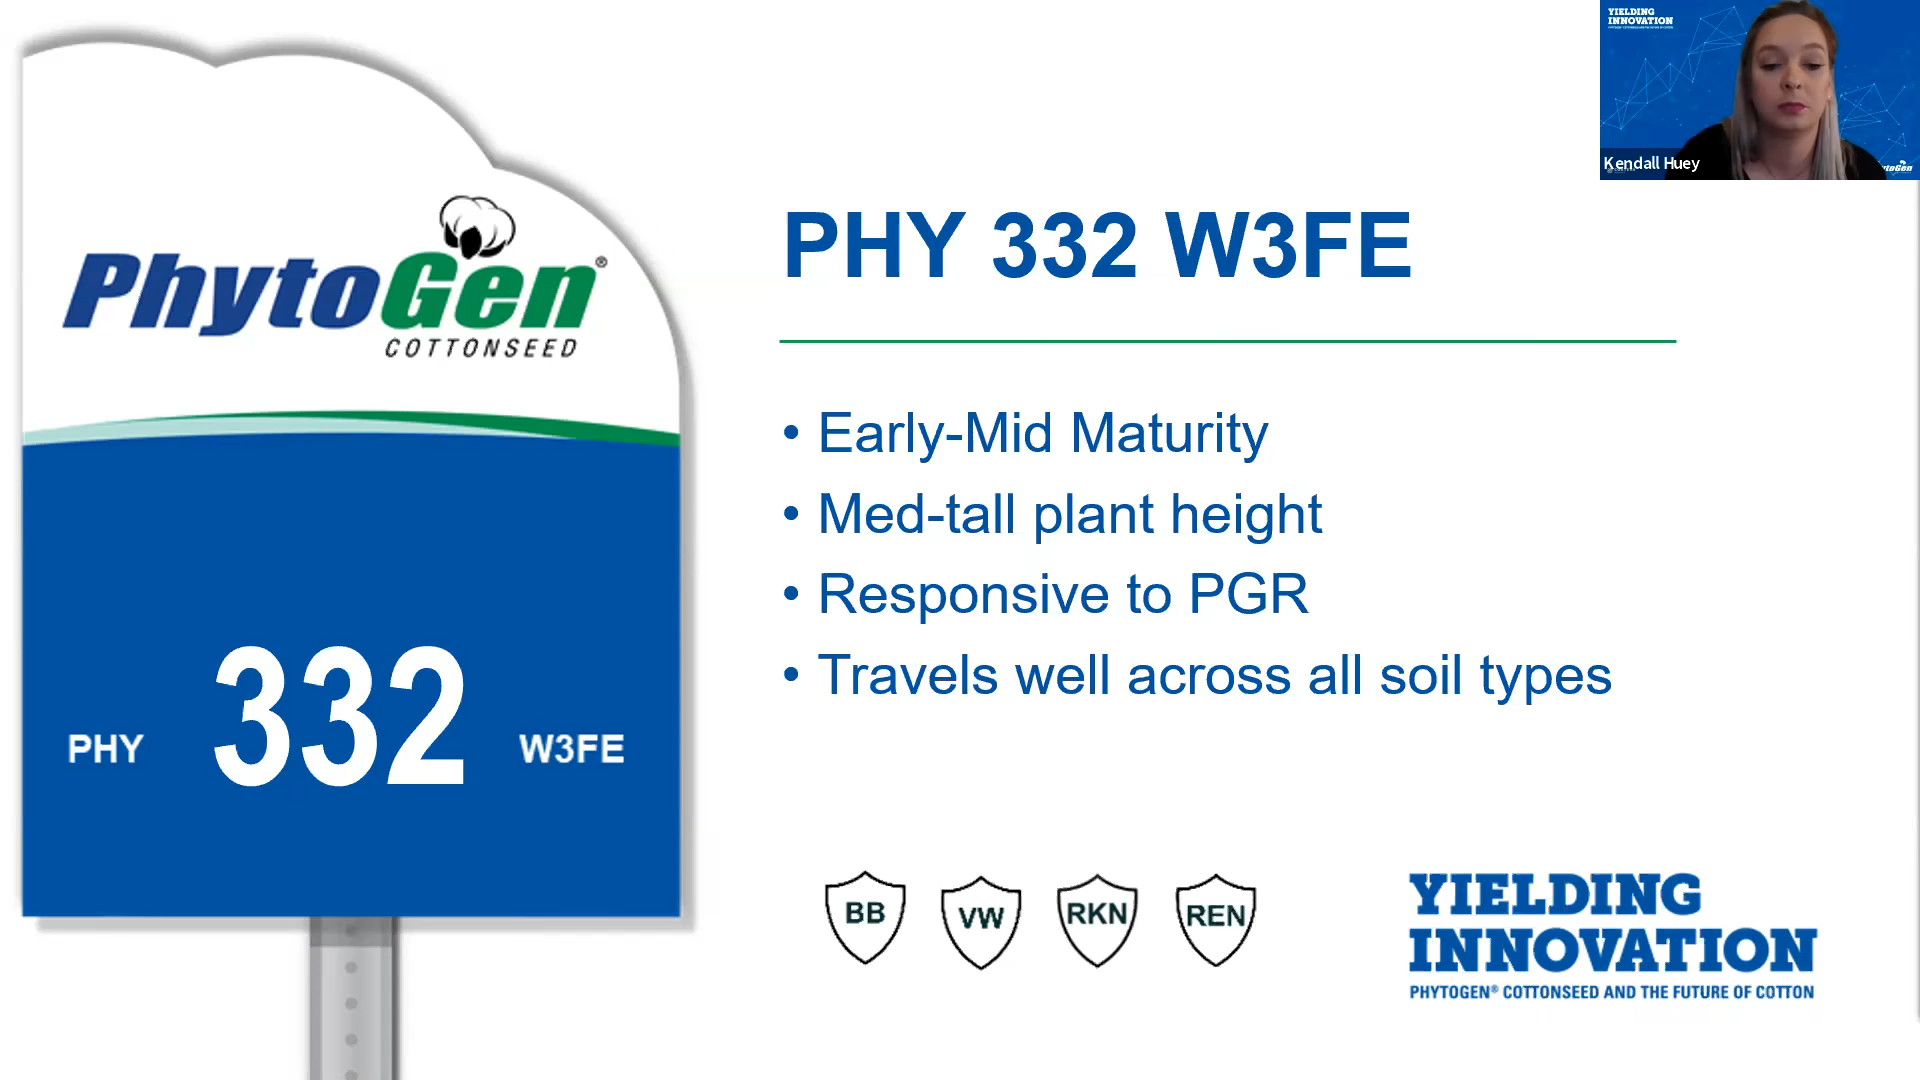 YIELDING
INNOVATION
Kendall Huey
PhytoGen®
COTTONSEED
PHY 332 W3FE
PHY 332 W3FE
• Early-Mid Maturity
• Med-tall plant height
• Responsive to PGR
• Travels well across all soil types
BB VW RKN REN
YIELDING
INNOVATION
PHYTOGEN® COTTONSEED AND THE FUTURE OF COTTON